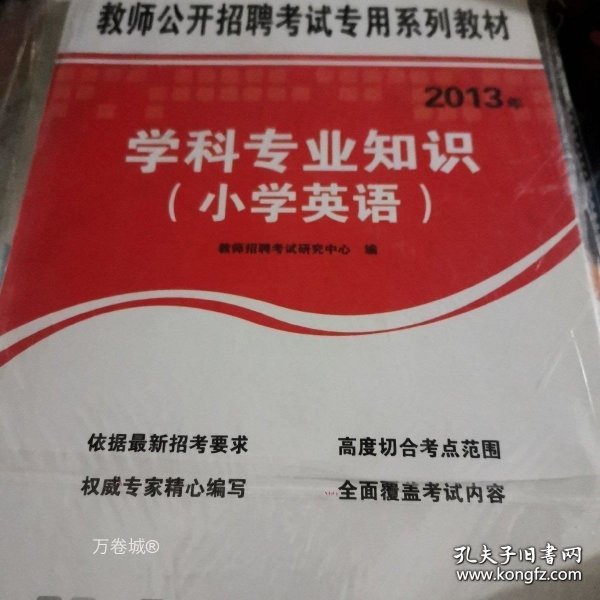 教师公开招聘考试专用系列教材
2013年
学科专业知识
（小学英语）
教师招聘考试研究中心 编
依据最新招考要求 高度切合考点范围
权威专家精心编写 全面覆盖考试内容
万卷城®
孔夫子旧书网
www.kongfz.com